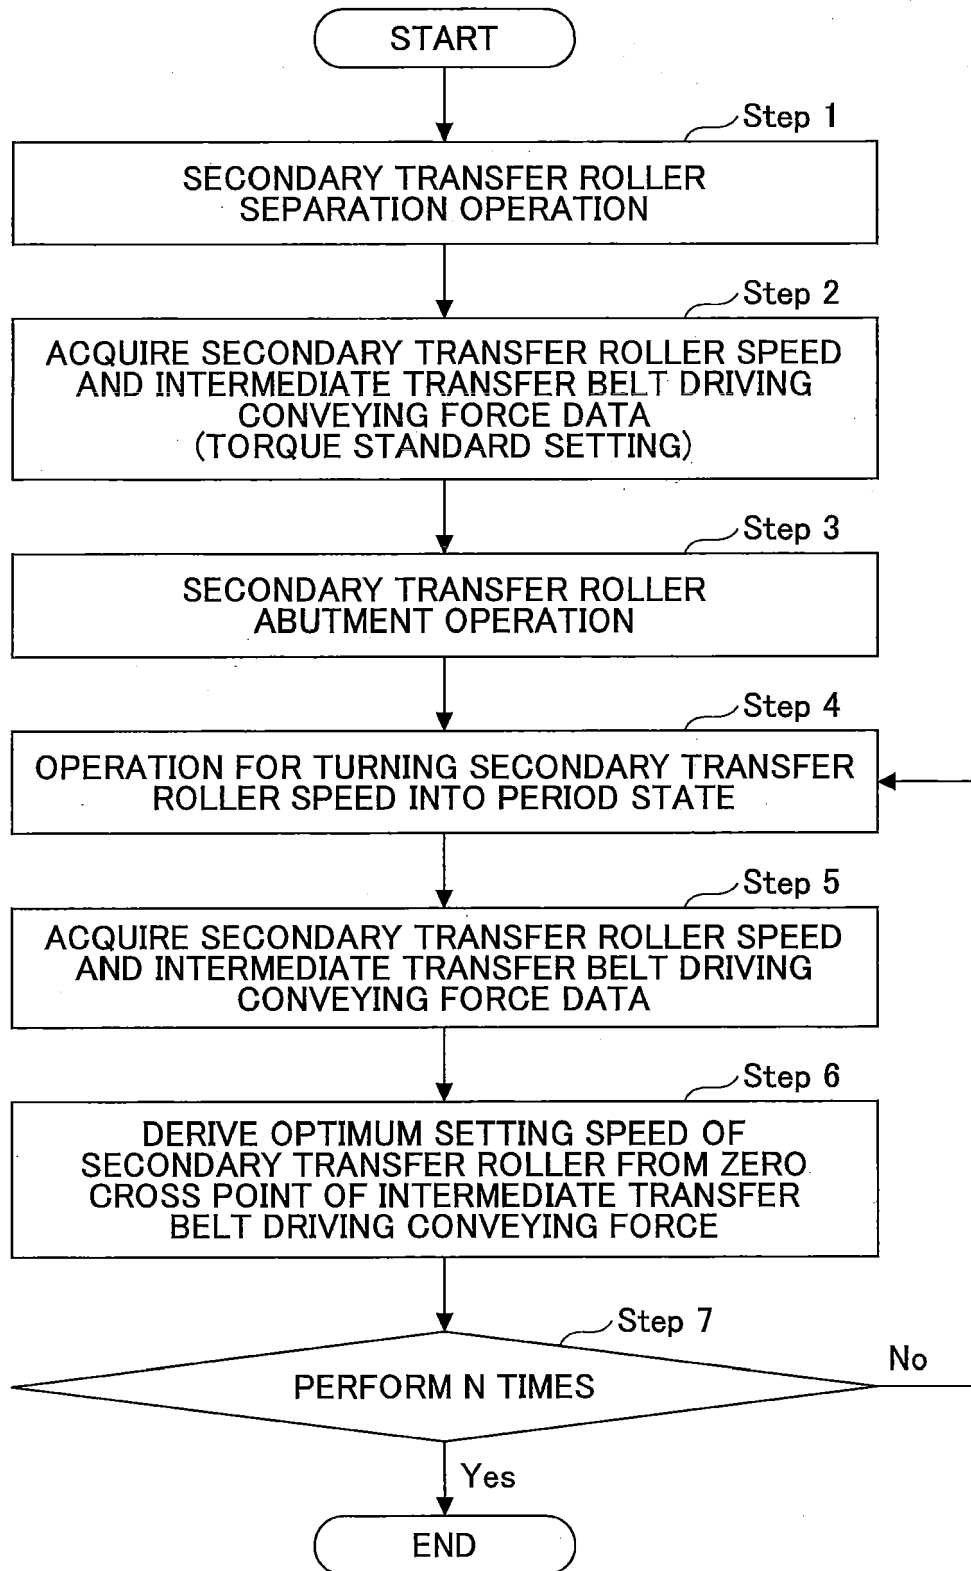 START
Step 1
SECONDARY TRANSFER ROLLER
SEPARATION OPERATION
Step 2
ACQUIRE SECONDARY TRANSFER ROLLER SPEED
AND INTERMEDIATE TRANSFER BELT DRIVING
CONVEYING FORCE DATA
(TORQUE STANDARD SETTING)
Step 3
SECONDARY TRANSFER ROLLER
ABUTMENT OPERATION
Step 4
OPERATION FOR TURNING SECONDARY TRANSFER
ROLLER SPEED INTO PERIOD STATE
Step 5
ACQUIRE SECONDARY TRANSFER ROLLER SPEED
AND INTERMEDIATE TRANSFER BELT DRIVING
CONVEYING FORCE DATA
Step 6
DERIVE OPTIMUM SETTING SPEED OF
SECONDARY TRANSFER ROLLER FROM ZERO
CROSS POINT OF INTERMEDIATE TRANSFER
BELT DRIVING CONVEYING FORCE
Step 7
PERFORM N TIMES
No
Yes
END